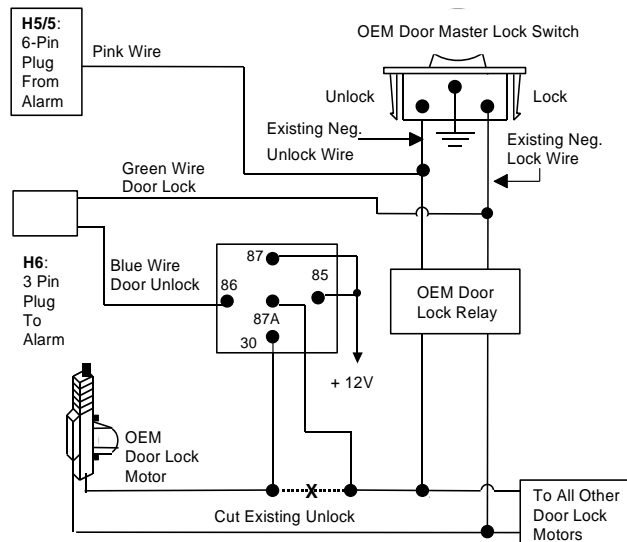 H5/5:
6-Pin
Plug
From
Alarm
Pink Wire
OEM Door Master Lock Switch
Unlock
Lock
Existing Neg.
Unlock Wire
Existing Neg.
Lock Wire
Green Wire
Door Lock
H6:
3 Pin
Plug
To
Alarm
Blue Wire
Door Unlock
87
86
85
87A
30
+ 12V
OEM Door
Lock Relay
OEM
Door Lock
Motor
X
Cut Existing Unlock
To All Other
Door Lock
Motors